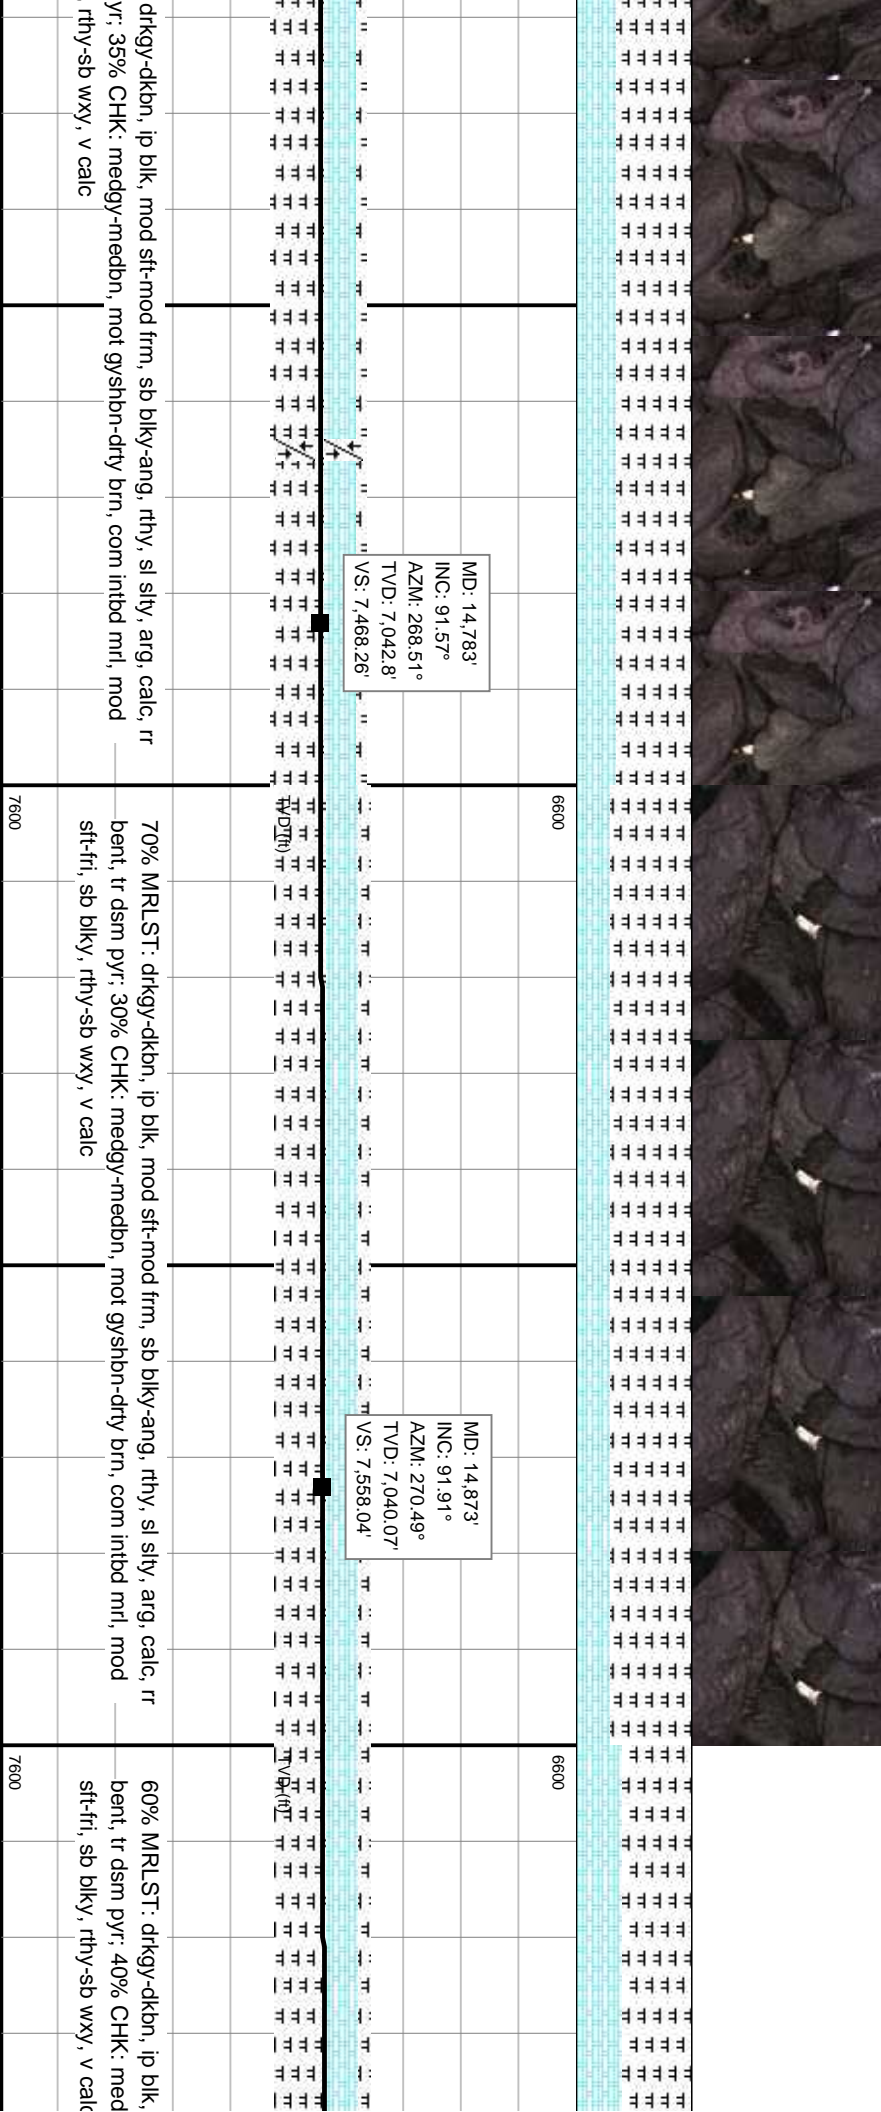 drkgy-dkbn, ip blk, mod sft-mod frm, sb blky-ang, rthy, sl slty, arg, calc, rr
yr; 35% CHK: medgy-medbn, mot gyshbn-drty brn, com intbd mrl, mod
, rthy-sb wxy, v calc
MD: 14,783'
INC: 91.57°
AZM: 268.51°
TVD: 7,042.8'
VS: 7,468.26'
6600
TVD (ft)
7600
70% MRLST: drkgy-dkbn, ip blk, mod sft-mod frm, sb blky-ang, rthy, sl slty, arg, calc, rr
bent, tr dsm pyr; 30% CHK: medgy-medbn, mot gyshbn-drty brn, com intbd mrl, mod
sft-fri, sb blky, rthy-sb wxy, v calc
MD: 14,873'
INC: 91.91°
AZM: 270.49°
TVD: 7,040.07'
VS: 7,558.04'
6600
TVD (ft)
7600
60% MRLST: drkgy-dkbn, ip blk,
bent, tr dsm pyr; 40% CHK: med
sft-fri, sb blky, rthy-sb wxy, v calc